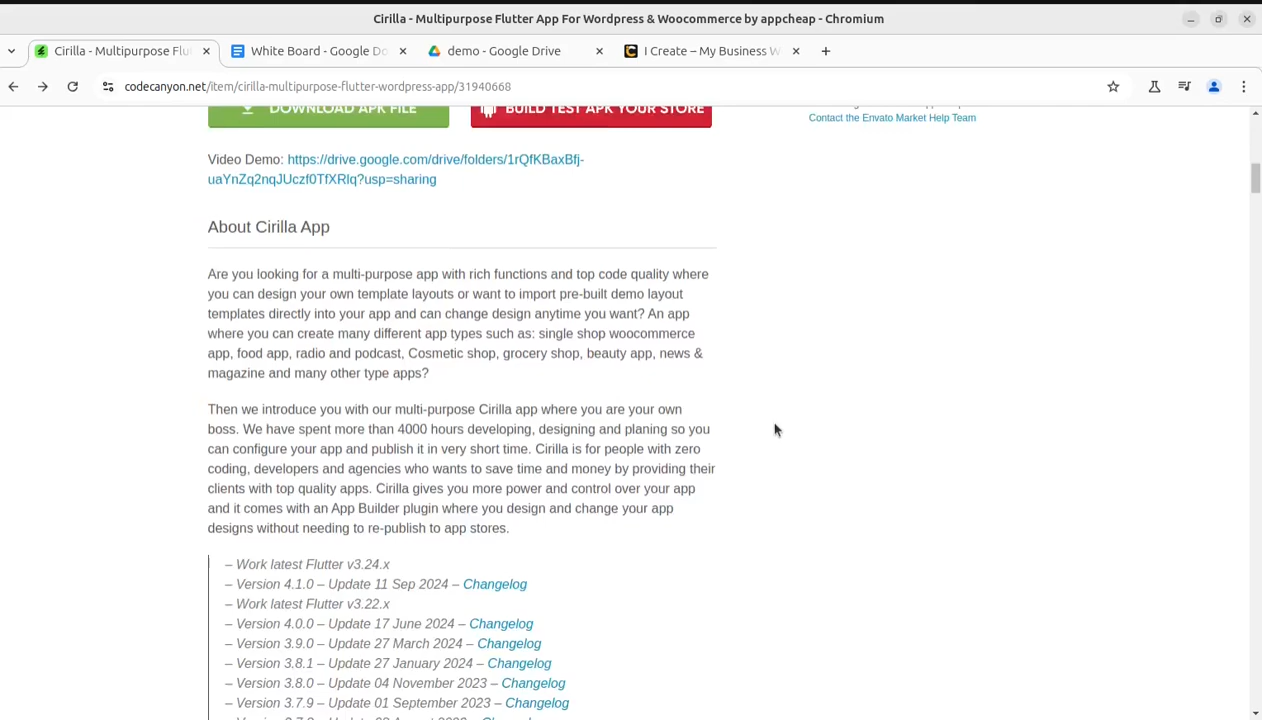 Cirilla - Multipurpose Flutter App For Wordpress & Woocommerce by appcheap - Chromium
Cirilla - Multipurpose Flu
White Board - Google Do
demo - Google Drive
I Create – My Business W
codecanyon.net/item/cirilla-multipurpose-flutter-wordpress-app/31940668
DOWNLOAD APK FILE
BUILD TEST APK YOUR STORE
Contact the Envato Market Help Team
Video Demo: https://drive.google.com/drive/folders/1rQfKBaxBfj-
uaYnZq2nqJUczf0TfXRlq?usp=sharing
About Cirilla App
Are you looking for a multi-purpose app with rich functions and top code quality where
you can design your own template layouts or want to import pre-built demo layout
templates directly into your app and can change design anytime you want? An app
where you can create many different app types such as: single shop woocommerce
app, food app, radio and podcast, Cosmetic shop, grocery shop, beauty app, news &
magazine and many other type apps?
Then we introduce you with our multi-purpose Cirilla app where you are your own
boss. We have spent more than 4000 hours developing, designing and planing so you
can configure your app and publish it in very short time. Cirilla is for people with zero
coding, developers and agencies who wants to save time and money by providing their
clients with top quality apps. Cirilla gives you more power and control over your app
and it comes with an App Builder plugin where you design and change your app
designs without needing to re-publish to app stores.
– Work latest Flutter v3.24.x
– Version 4.1.0 – Update 11 Sep 2024 – Changelog
– Work latest Flutter v3.22.x
– Version 4.0.0 – Update 17 June 2024 – Changelog
– Version 3.9.0 – Update 27 March 2024 – Changelog
– Version 3.8.1 – Update 27 January 2024 – Changelog
– Version 3.8.0 – Update 04 November 2023 – Changelog
– Version 3.7.9 – Update 01 September 2023 – Changelog